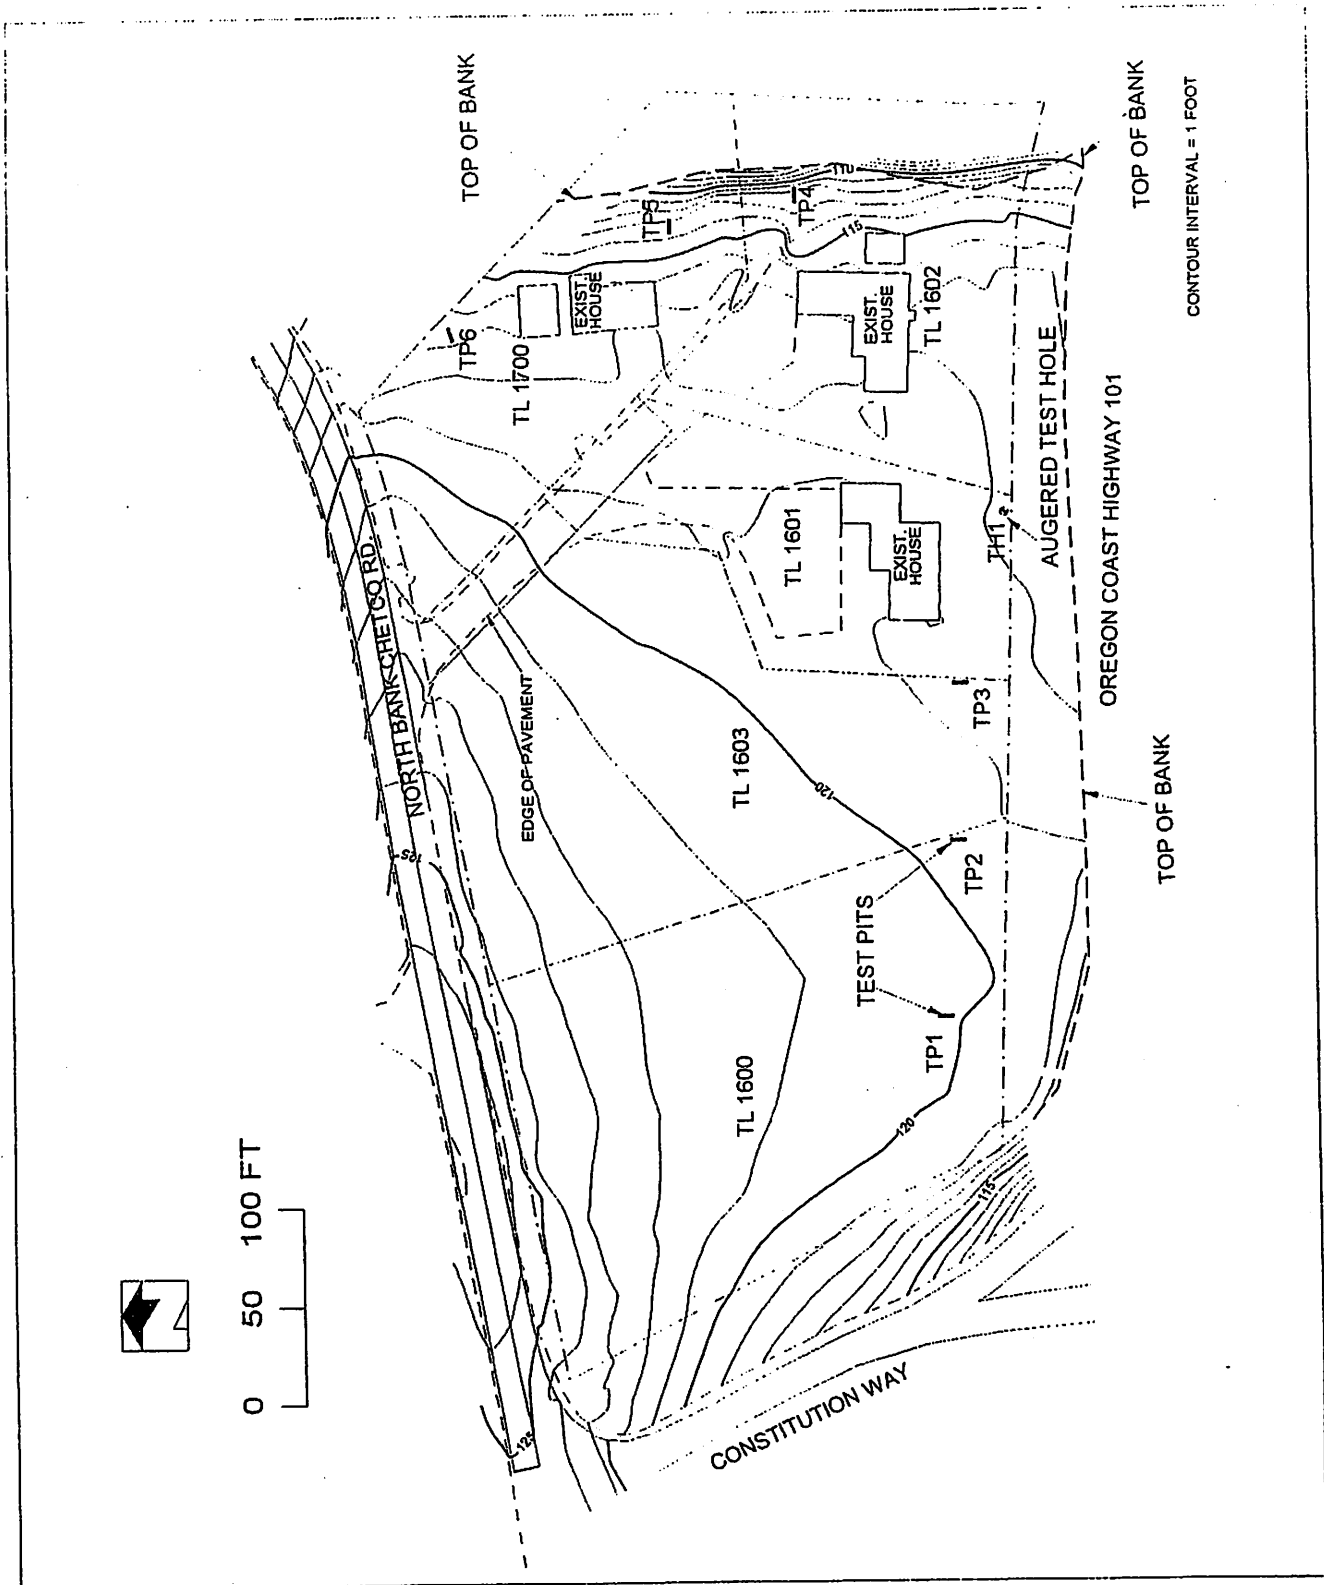 0 50 100 FT
NORTH BANK CHETCO RD.
125
125
TOP OF BANK
TP6
TL 1700
EXIST.
HOUSE
TP5
TP4
110
115
EXIST.
HOUSE
TL 1602
TOP OF BANK
CONTOUR INTERVAL = 1 FOOT
EDGE OF PAVEMENT
TL 1603
120
TL 1601
EXIST.
HOUSE
TH1
AUGERED TEST HOLE
OREGON COAST HIGHWAY 101
TP3
TOP OF BANK
TP2
TEST PITS
TP1
TL 1600
120
115
CONSTITUTION WAY